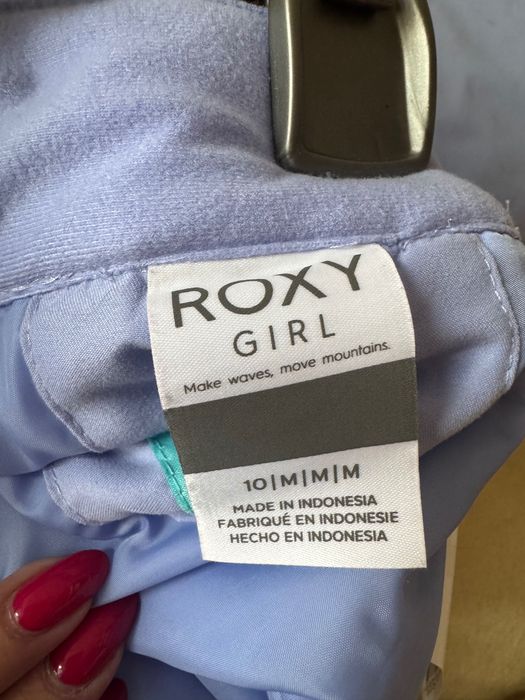 ROXY
GIRL
Make waves, move mountains.
10|M|M|M
MADE IN INDONESIA
FABRIQUÉ EN INDONESIE
HECHO EN INDONESIA